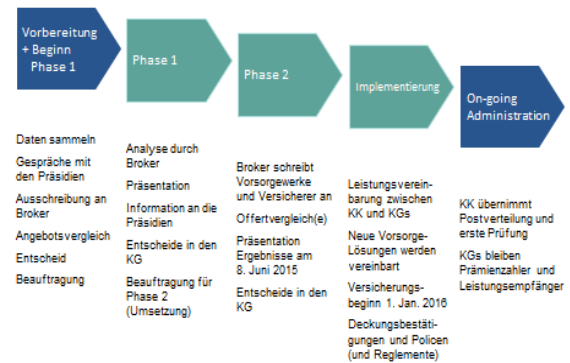 Vorbereitung
+ Beginn
Phase 1
Daten sammeln
Gespräche mit
den Präsidien
Ausschreibung an
Broker
Angebotsvergleich
Entscheid
Beauftragung
Phase 1
Analyse durch
Broker
Präsentation
Information an die
Präsidien
Entscheide in den
KG
Beauftragung für
Phase 2
(Umsetzung)
Phase 2
Broker schreibt
Vorsorgewerke
und Versicherer an
Offertvergleich(e)
Präsentation
Ergebnisse am
8. Juni 2015
Entscheide in den
KG
Implementierung
Leistungsverein-
barung zwischen
KK und KGs
Neue Vorsorge-
Lösungen werden
vereinbart
Versicherungs-
beginn 1. Jan. 2016
Deckungsbestäti-
gungen und Policen
(und Reglemente)
On-going
Administration
KK übernimmt
Postverteilung und
erste Prüfung
KGs bleiben
Prämienzahler und
Leistungsempfänger